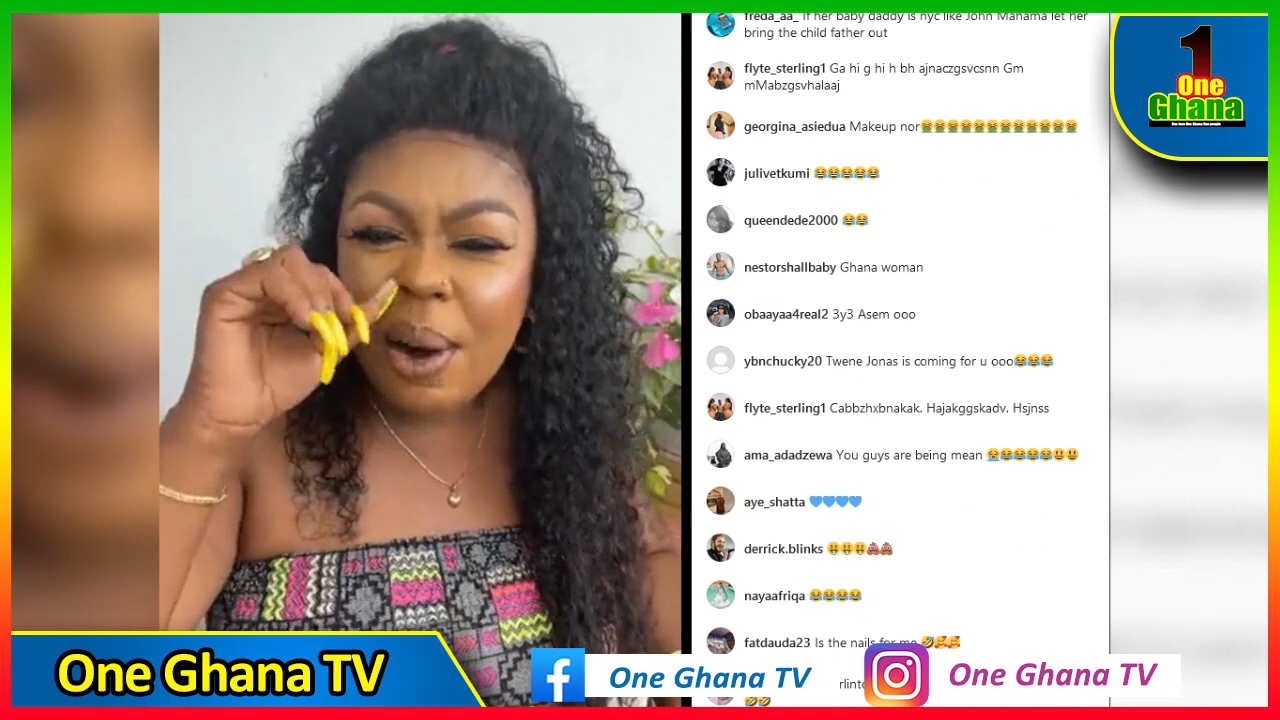 freda_aa_ If her baby daddy is nyc like John Mahama let her
bring the child father out
flyte_sterling1 Ga hi g hi h bh ajnaczgsvcsnn Gm
mMabzgsvhalaaj
georgina_asiedua Makeup nor😫😫😫😫😫😫😫😫😫😫😫😫
julivetkumi 😂😂😂😂😂
queendede2000 😂😂
nestorshallbaby Ghana woman
obaayaa4real2 3y3 Asem ooo
ybnchucky20 Twene Jonas is coming for u ooo😂😂😂
flyte_sterling1 Cabbzhxbnakak. Hajakggskadv. Hsjnss
ama_adadzewa You guys are being mean 😭😂😂😂😂😃😃
aye_shatta 💙💙💙💙
derrick.blinks 🤑🤑🤑💩💩
nayaafriqa 😂😂😂😂
fatdauda23 Is the nails for me 🤣🥰🥰
🤣🤣
1
One
Ghana
One Ghana TV
One Ghana TV
One Ghana TV